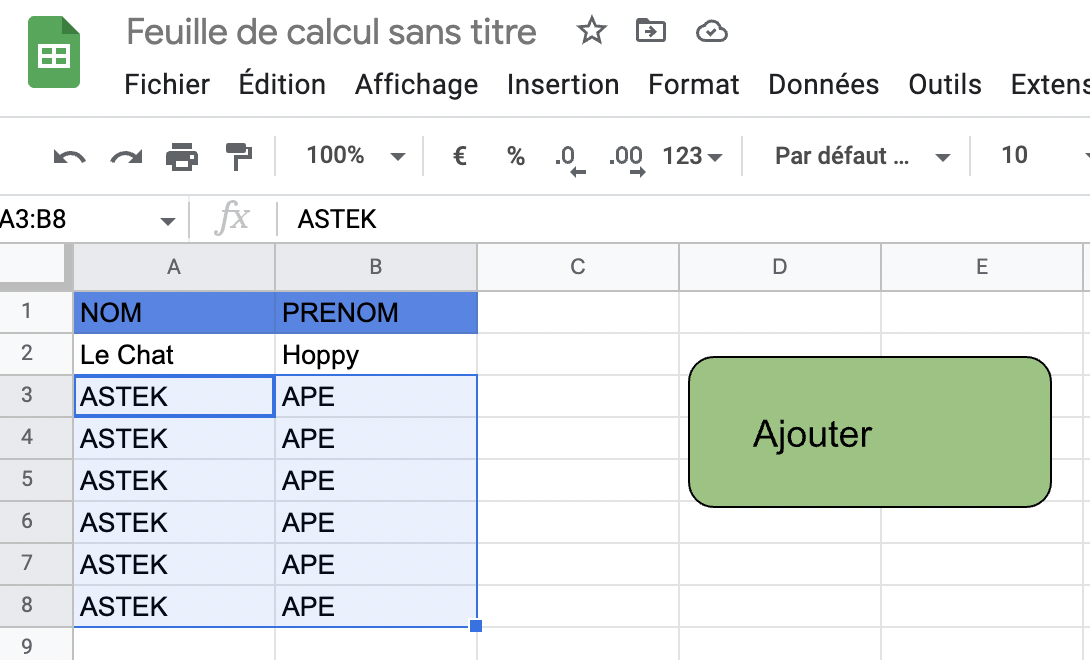 Feuille de calcul sans titre
Fichier Édition Affichage Insertion Format Données Outils Extens
100% € % .0 .00 123 Par défaut ... 10
A3:B8 fx ASTEK
A B C D E
1 NOM PRENOM
2 Le Chat Hoppy
3 ASTEK APE
4 ASTEK APE
Ajouter
5 ASTEK APE
6 ASTEK APE
7 ASTEK APE
8 ASTEK APE
9